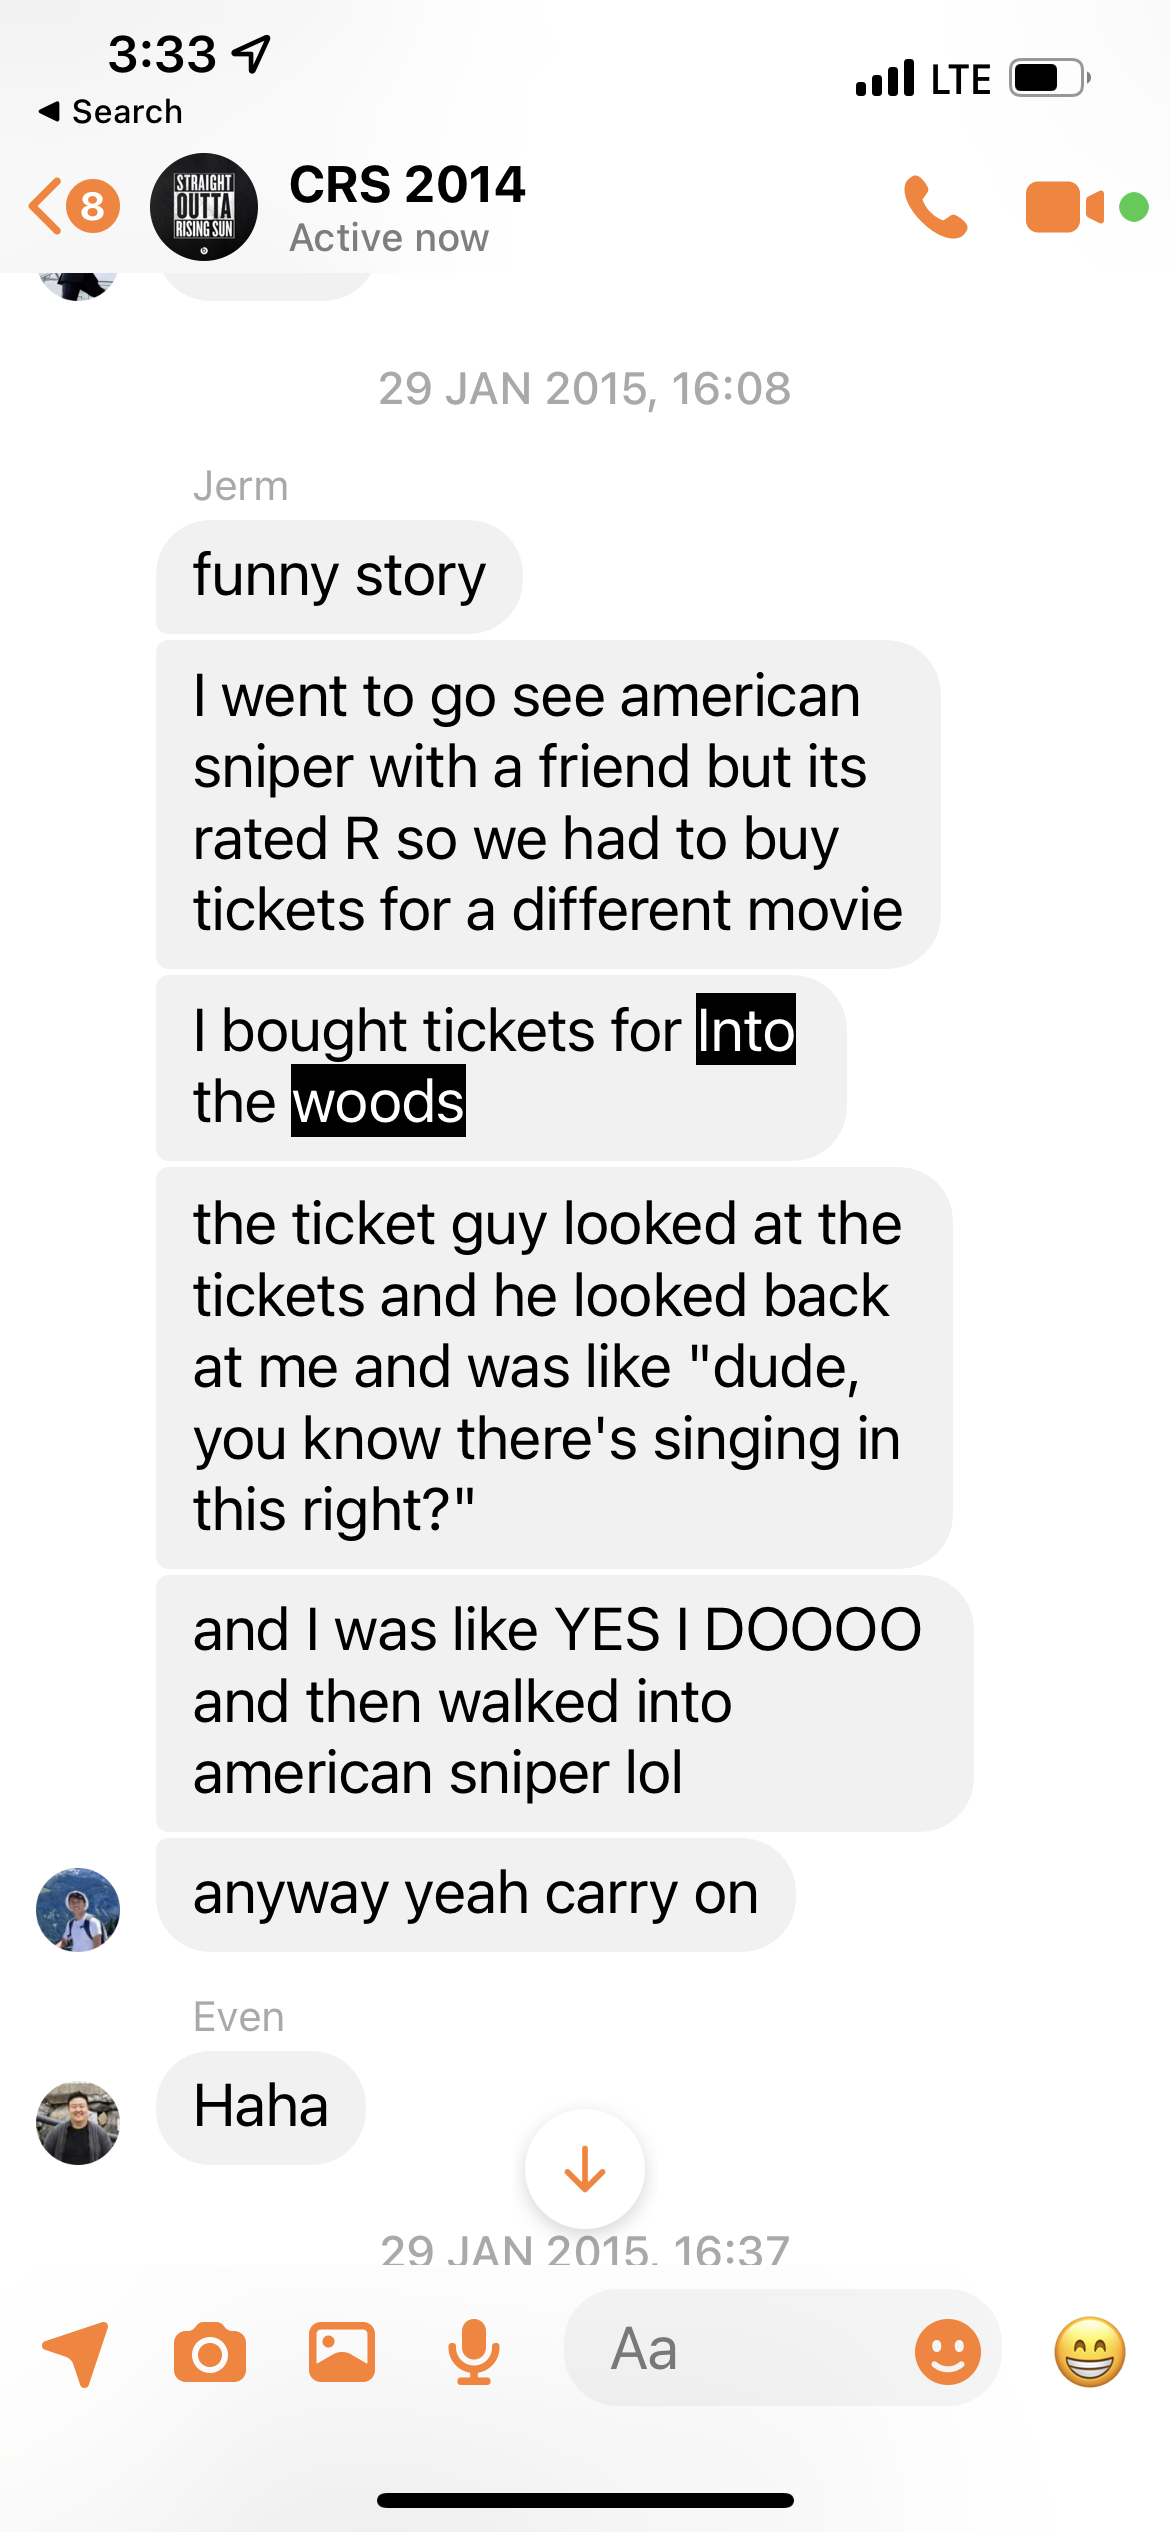 3:33
LTE
Search
8
STRAIGHT
OUTTA
RISING SUN
CRS 2014
Active now
29 JAN 2015, 16:08
Jerm
funny story
I went to go see american
sniper with a friend but its
rated R so we had to buy
tickets for a different movie
I bought tickets for Into
the woods
the ticket guy looked at the
tickets and he looked back
at me and was like "dude,
you know there's singing in
this right?"
and I was like YES I DOOOO
and then walked into
american sniper lol
anyway yeah carry on
Even
Haha
29 JAN 2015, 16:37
Aa